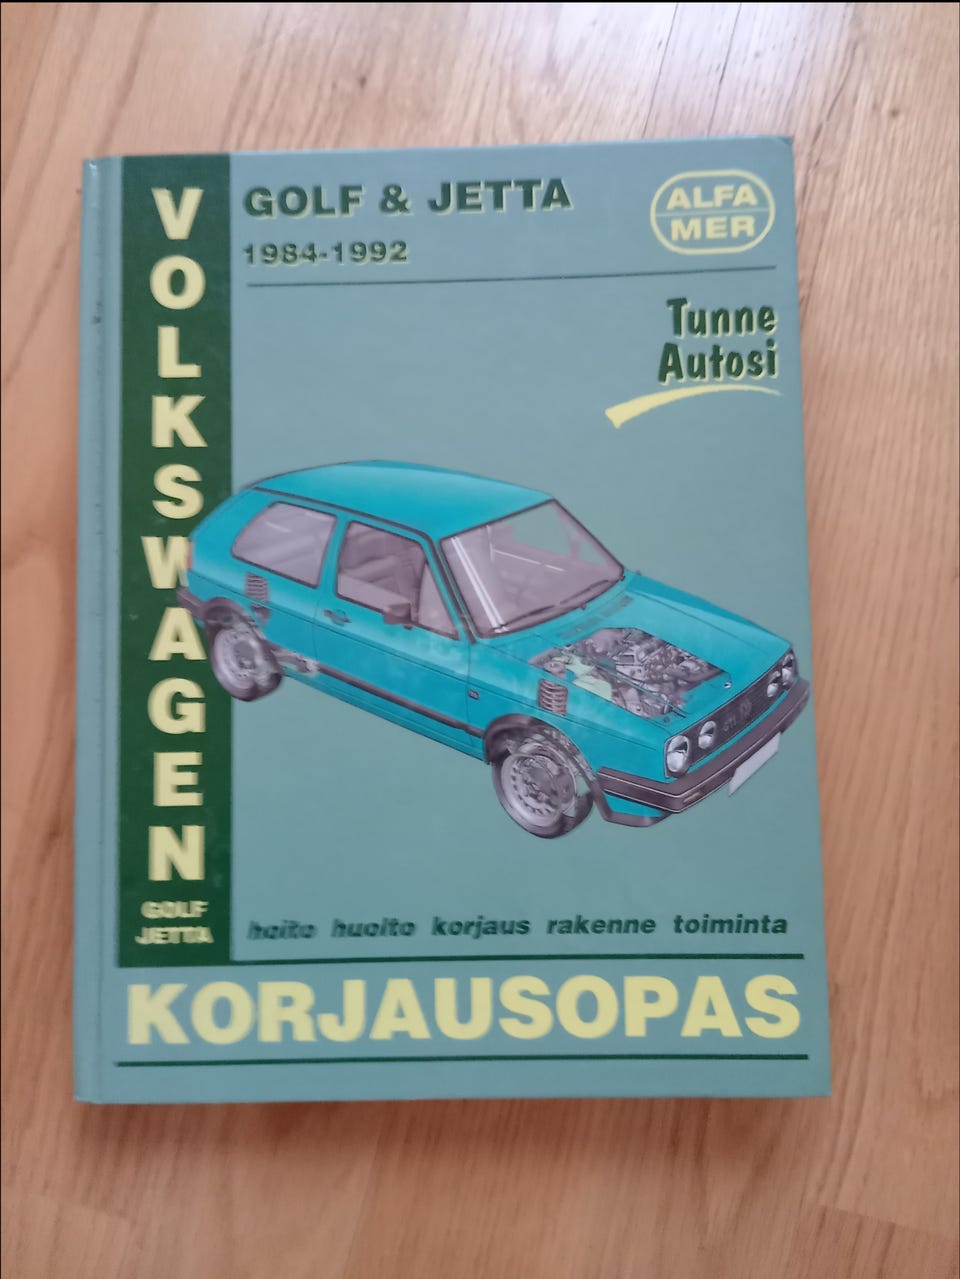 VOLKSWAGEN
GOLF
JETTA
GOLF & JETTA
1984-1992
ALFA
MER
Tunne
Autosi
hoito huolto korjaus rakenne toiminta
KORJAUSOPAS